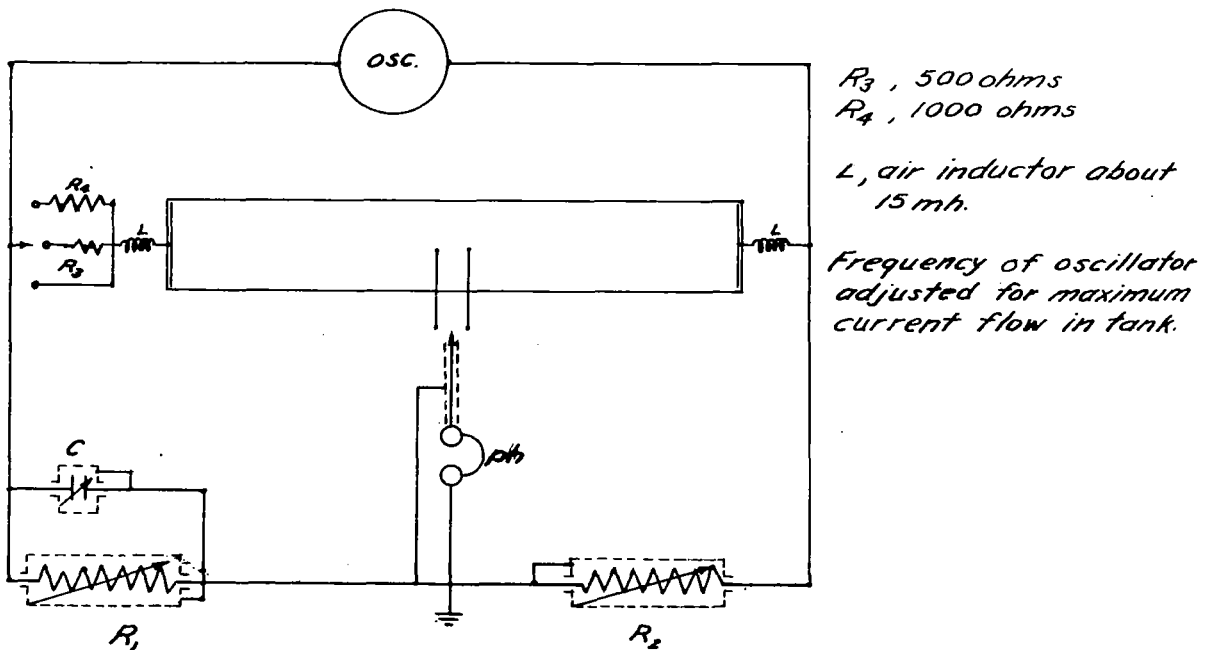 OSC.
R3 , 500 ohms
R4 , 1000 ohms
L, air inductor about
15 mh.
Frequency of oscillator
adjusted for maximum
current flow in tank.
R4
L
L
R3
C
ph
R1
R2